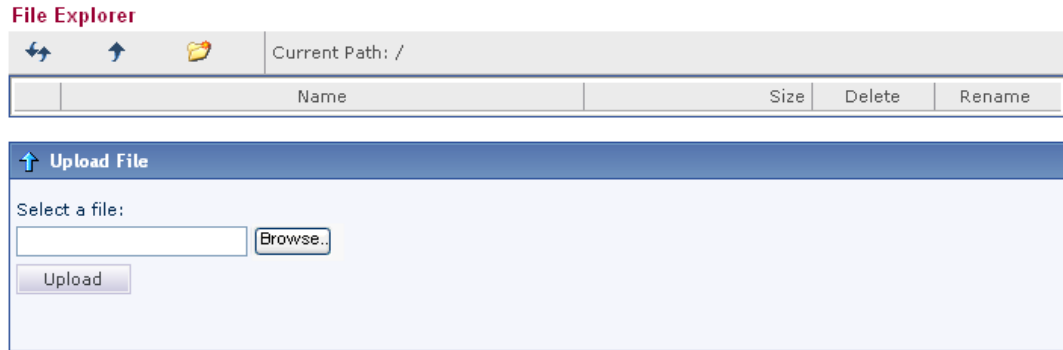 File Explorer
Current Path: /
Name Size Delete Rename
Upload File
Select a file:
Browse..
Upload